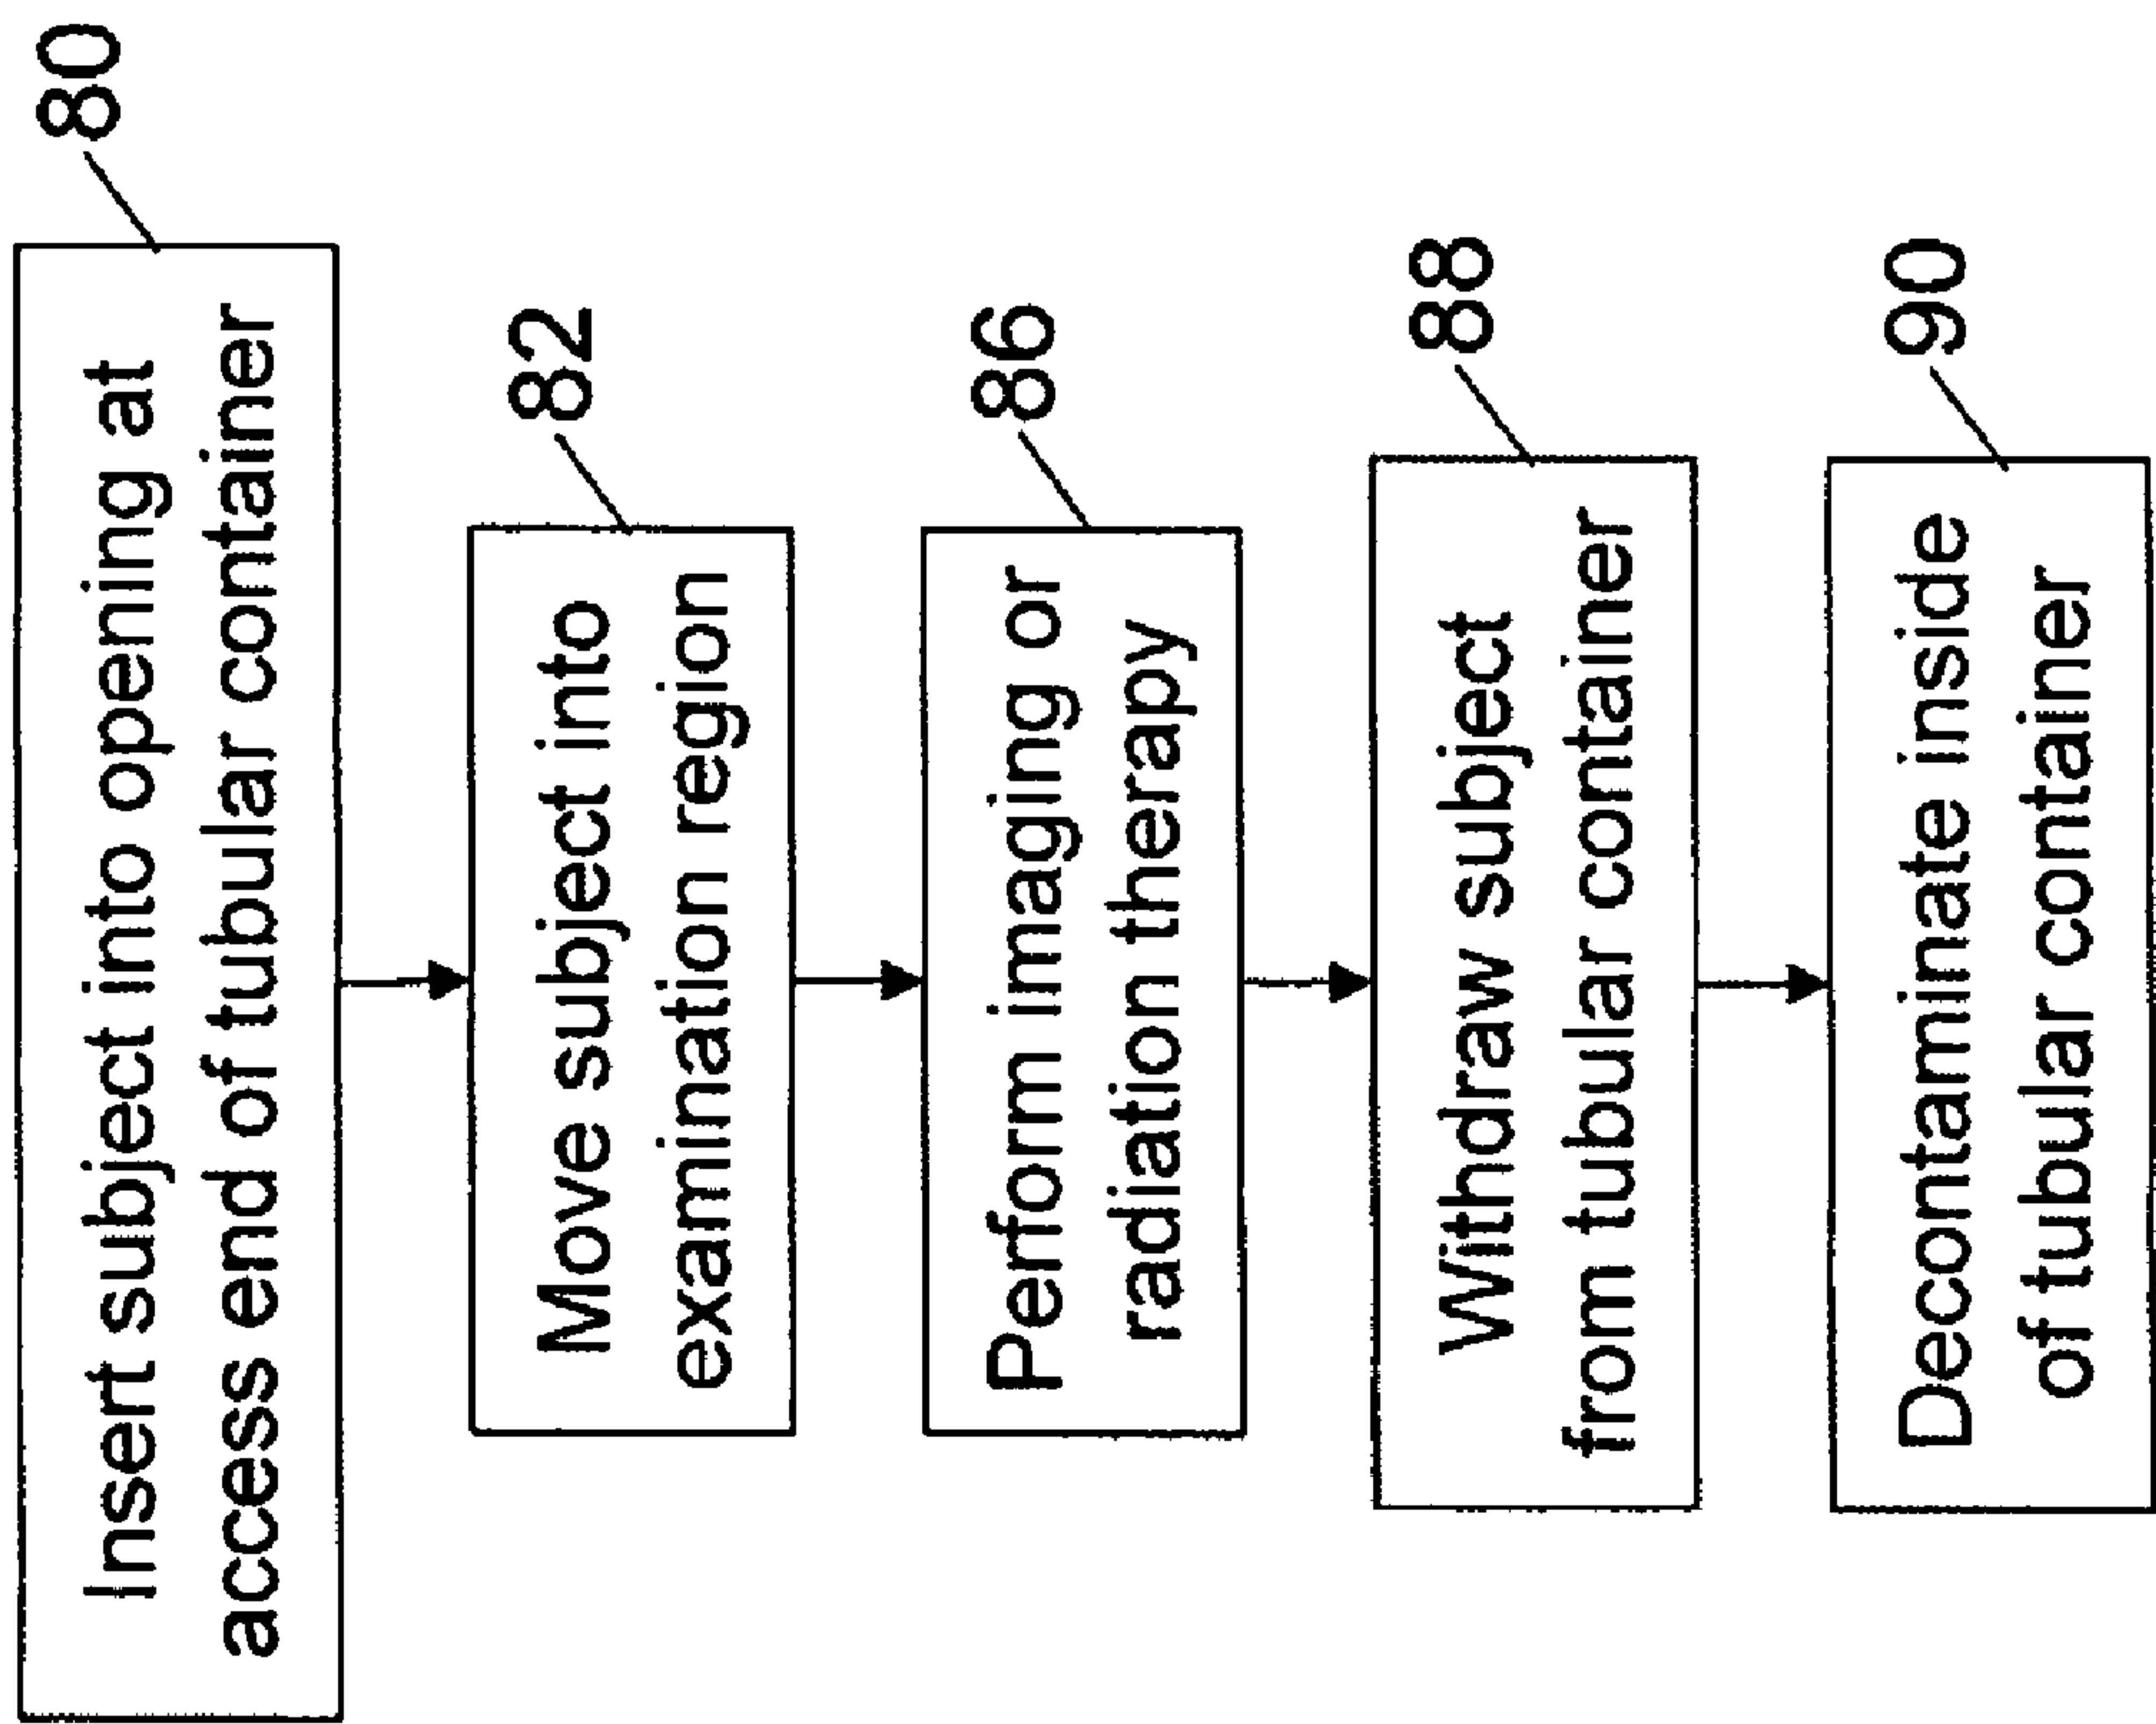 80
Insert subject into opening at
access end of tubular container
82
Move subject into
examination region
86
Perform imaging or
radiation therapy
88
Withdraw subject
from tubular container
90
Decontaminate inside
of tubular container